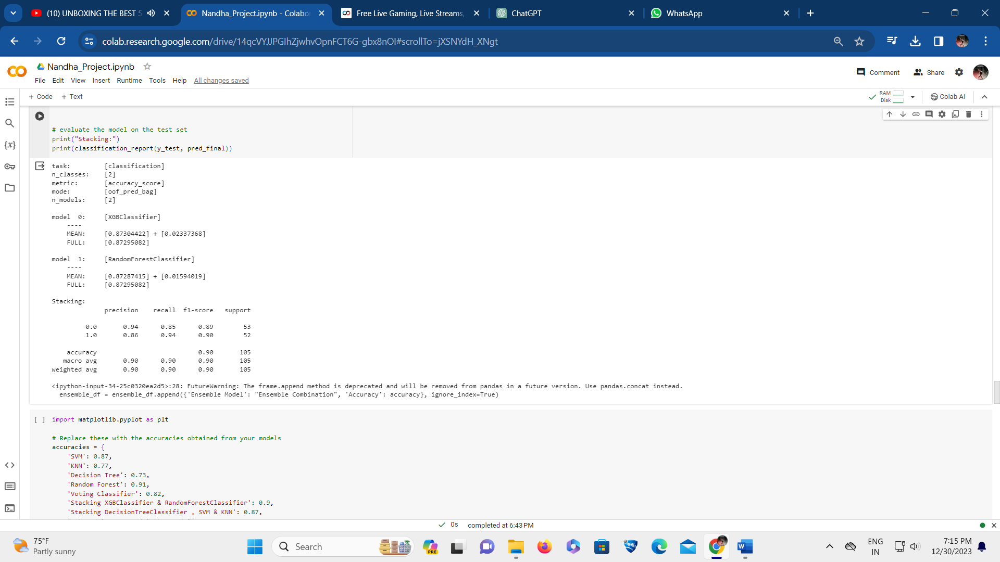 (10) UNBOXING THE BEST 5
Nandha_Project.ipynb - Colabor
Free Live Gaming, Live Streams,
ChatGPT
WhatsApp
colab.research.google.com/drive/14qcVYJJPGIhZjwhvOpnFCT6G-gbx8nOI#scrollTo=jXSNYdH_XNgt
Nandha_Project.ipynb
Comment
Share
File Edit View Insert Runtime Tools Help All changes saved
+ Code + Text
RAM
Disk
Colab AI
# evaluate the model on the test set
print("Stacking:")
print(classification_report(y_test, pred_final))
task: [classification]
n_classes: [2]
metric: [accuracy_score]
mode: [oof_pred_bag]
n_models: [2]
model 0: [XGBClassifier]
----
MEAN: [0.87304422] + [0.02337368]
FULL: [0.87295082]
model 1: [RandomForestClassifier]
----
MEAN: [0.87287415] + [0.01594019]
FULL: [0.87295082]
Stacking:
precision recall f1-score support
0.0 0.94 0.85 0.89 53
1.0 0.86 0.94 0.90 52
accuracy 0.90 105
macro avg 0.90 0.90 0.90 105
weighted avg 0.90 0.90 0.90 105
<ipython-input-34-25c0320ea2d5>:28: FutureWarning: The frame.append method is deprecated and will be removed from pandas in a future version. Use pandas.concat instead.
ensemble_df = ensemble_df.append({'Ensemble Model': "Ensemble Combination", 'Accuracy': accuracy}, ignore_index=True)
[ ] import matplotlib.pyplot as plt
# Replace these with the accuracies obtained from your models
accuracies = {
'SVM': 0.87,
'KNN': 0.77,
'Decision Tree': 0.73,
'Random Forest': 0.91,
'Voting Classifier': 0.82,
'Stacking XGBClassifier & RandomForestClassifier': 0.9,
'Stacking DecisionTreeClassifier , SVM & KNN': 0.87,
0s completed at 6:43 PM
75°F
Partly sunny
Search
PRE
ENG
IN
7:15 PM
12/30/2023